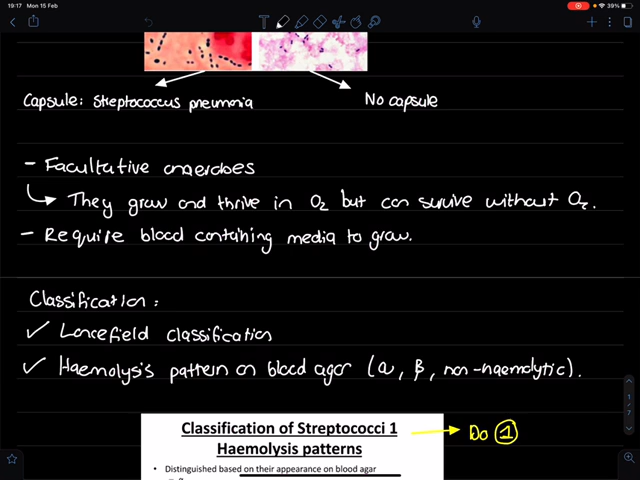 19:17 Mon 15 Feb
39%
Capsule: Streptococcus pneumonia
No capsule
- Facultative anaerobes
They grow and thrive in O2 but can survive without O2.
- Require blood containing media to grow.
Classification:
✓ Lancefield classification
✓ Haemolysis pattern on blood agar (α, β, non-haemolytic).
Classification of Streptococci 1
Haemolysis patterns
Do 1
• Distinguished based on their appearance on blood agar
1
7